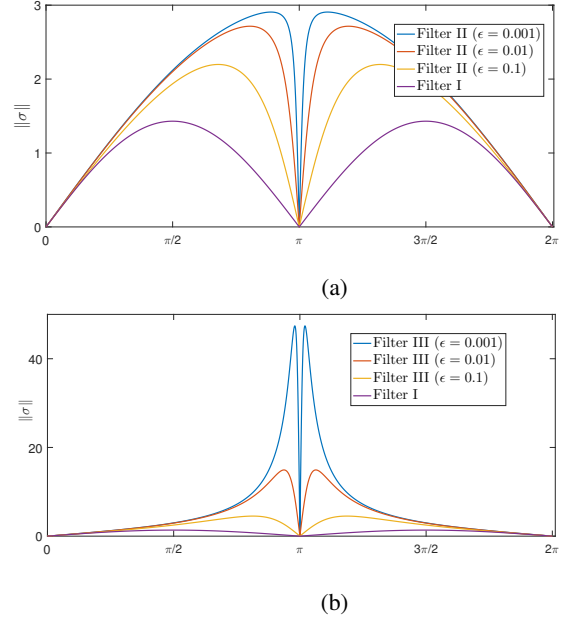 3
2
1
0
‖σ‖
Filter II (ϵ = 0.001)
Filter II (ϵ = 0.01)
Filter II (ϵ = 0.1)
Filter I
0 π/2 π 3π/2 2π
(a)
40
20
0
‖σ‖
Filter III (ϵ = 0.001)
Filter III (ϵ = 0.01)
Filter III (ϵ = 0.1)
Filter I
0 π/2 π 3π/2 2π
(b)